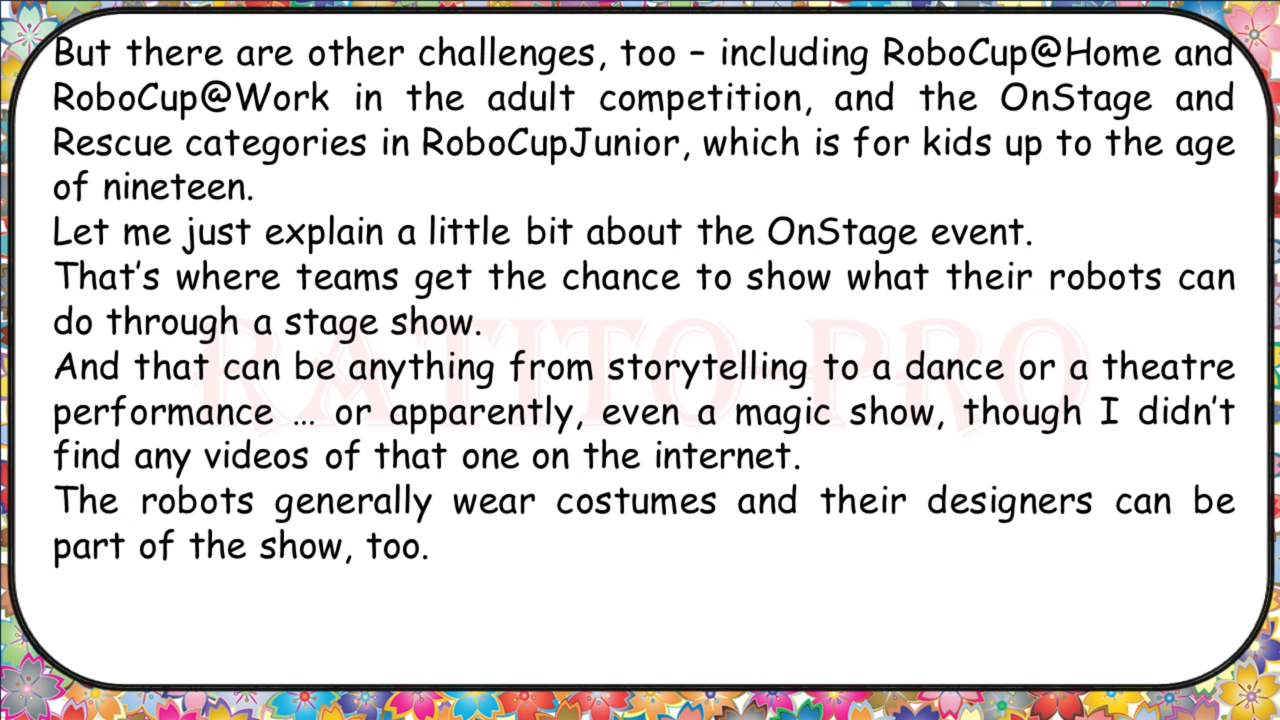 But there are other challenges, too – including RoboCup@Home and
RoboCup@Work in the adult competition, and the OnStage and
Rescue categories in RoboCupJunior, which is for kids up to the age
of nineteen.
Let me just explain a little bit about the OnStage event.
That's where teams get the chance to show what their robots can
do through a stage show.
And that can be anything from storytelling to a dance or a theatre
performance … or apparently, even a magic show, though I didn't
find any videos of that one on the internet.
The robots generally wear costumes and their designers can be
part of the show, too.
RATITO PRO